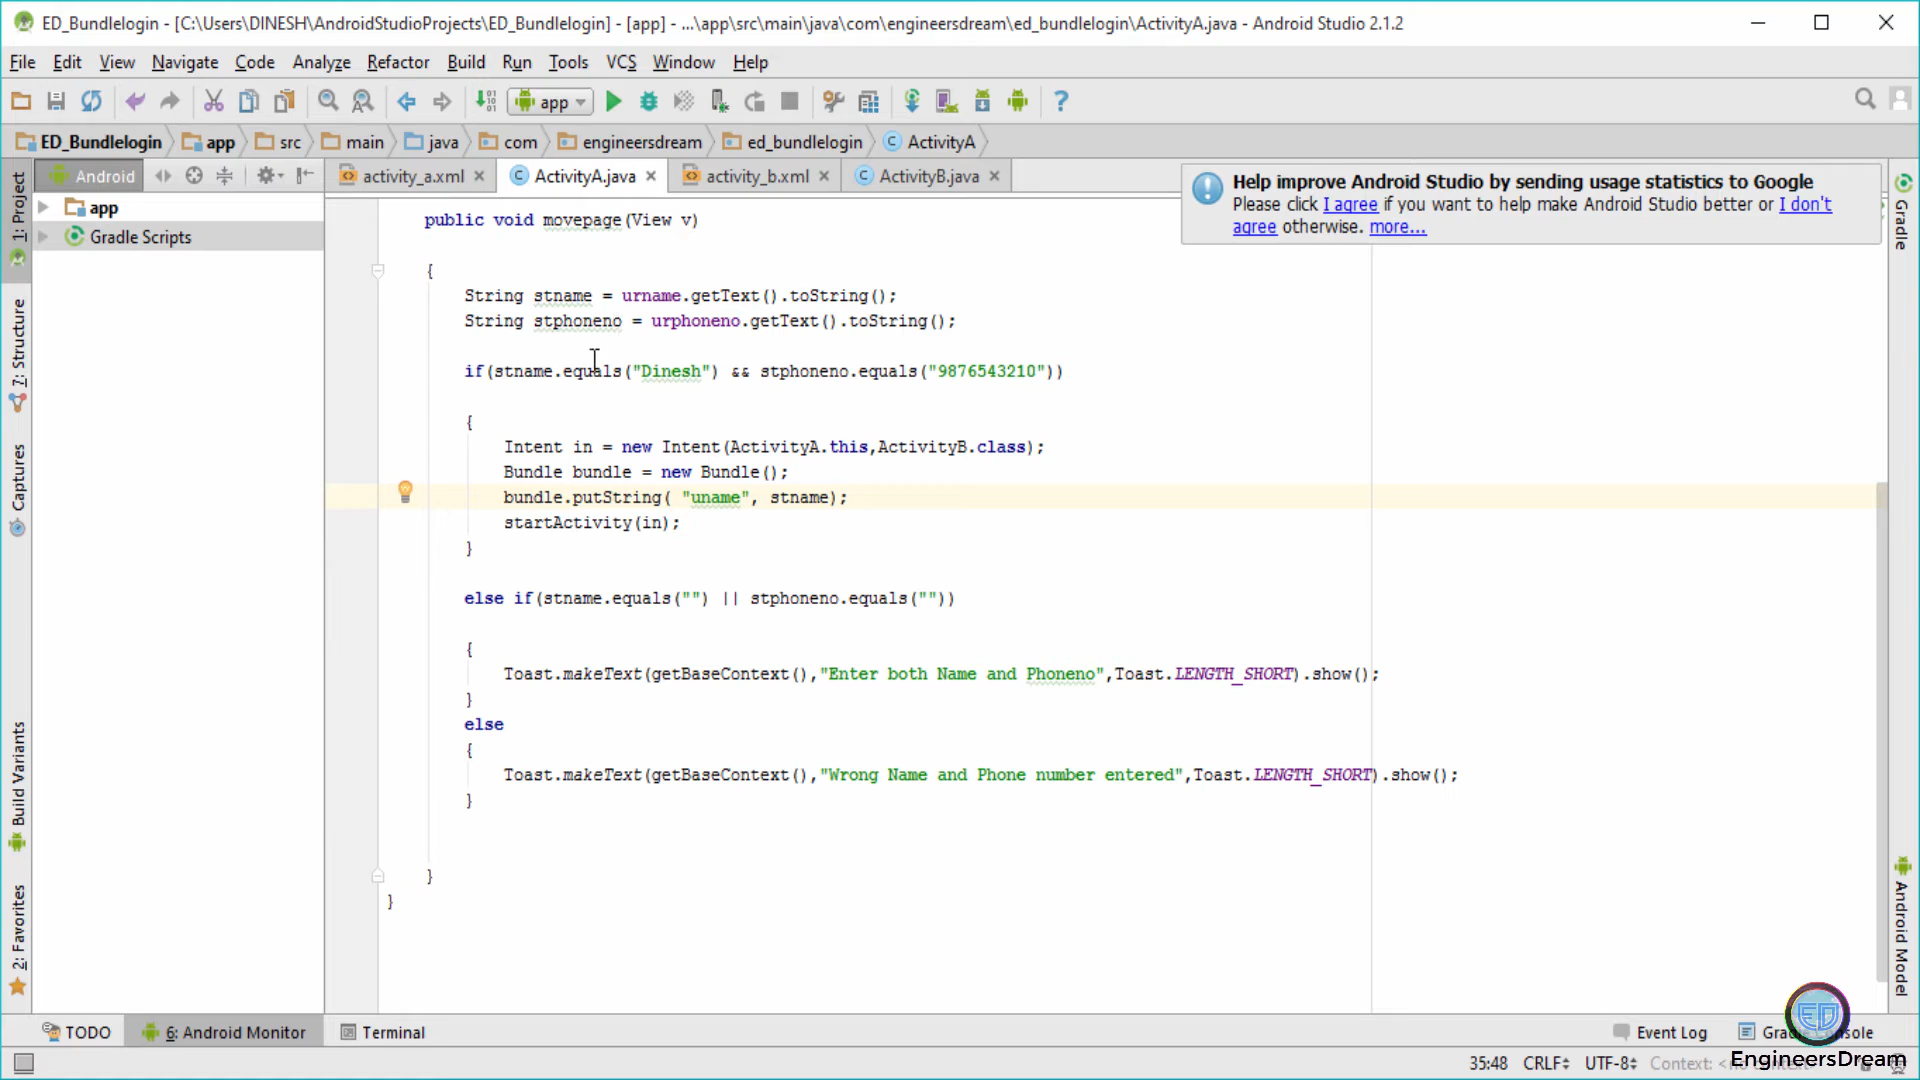 ED_Bundlelogin - [C:\Users\DINESH\AndroidStudioProjects\ED_Bundlelogin] - [app] - ...\app\src\main\java\com\engineersdream\ed_bundlelogin\ActivityA.java - Android Studio 2.1.2
File Edit View Navigate Code Analyze Refactor Build Run Tools VCS Window Help
app
ED_Bundlelogin app src main java com engineersdream ed_bundlelogin ActivityA
Android
activity_a.xml ActivityA.java activity_b.xml ActivityB.java
Help improve Android Studio by sending usage statistics to Google
Please click I agree if you want to help make Android Studio better or I don't
agree otherwise. more...
app
Gradle Scripts
1: Project
7: Structure
Captures
Build Variants
2: Favorites
Gradle
Android Model
public void movepage(View v)
{
String stname = urname.getText().toString();
String stphoneno = urphoneno.getText().toString();
if(stname.equals("Dinesh") && stphoneno.equals("9876543210"))
{
Intent in = new Intent(ActivityA.this,ActivityB.class);
Bundle bundle = new Bundle();
bundle.putString( "uname", stname);
startActivity(in);
}
else if(stname.equals("") || stphoneno.equals(""))
{
Toast.makeText(getBaseContext(),"Enter both Name and Phoneno",Toast.LENGTH_SHORT).show();
}
else
{
Toast.makeText(getBaseContext(),"Wrong Name and Phone number entered",Toast.LENGTH_SHORT).show();
}
}
}
TODO 6: Android Monitor Terminal Event Log Gradle Console
35:48 CRLF UTF-8 Context:
ED
EngineersDream